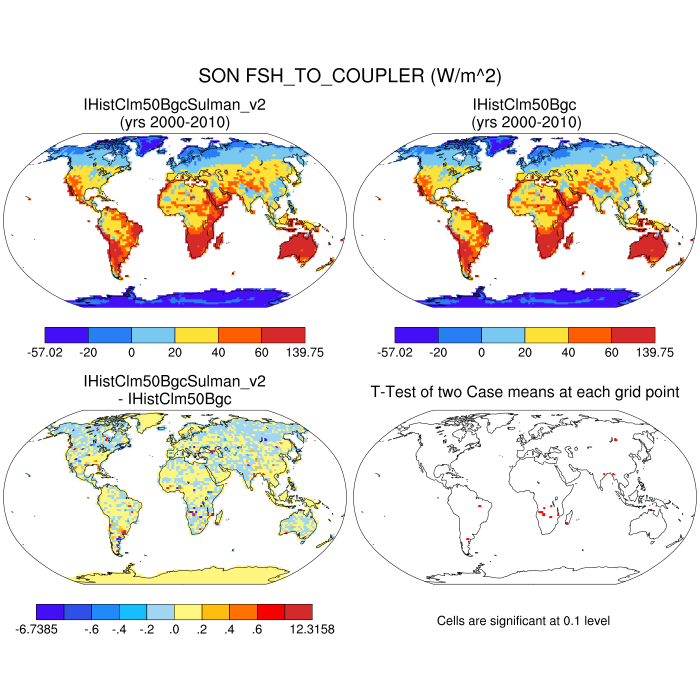 SON FSH_TO_COUPLER (W/m^2)
IHistClm50BgcSulman_v2
(yrs 2000-2010)
IHistClm50Bgc
(yrs 2000-2010)
-57.02 -20 0 20 40 60 139.75
-57.02 -20 0 20 40 60 139.75
IHistClm50BgcSulman_v2
- IHistClm50Bgc
T-Test of two Case means at each grid point
-6.7385 -.6 -.4 -.2 .0 .2 .4 .6 12.3158
Cells are significant at 0.1 level